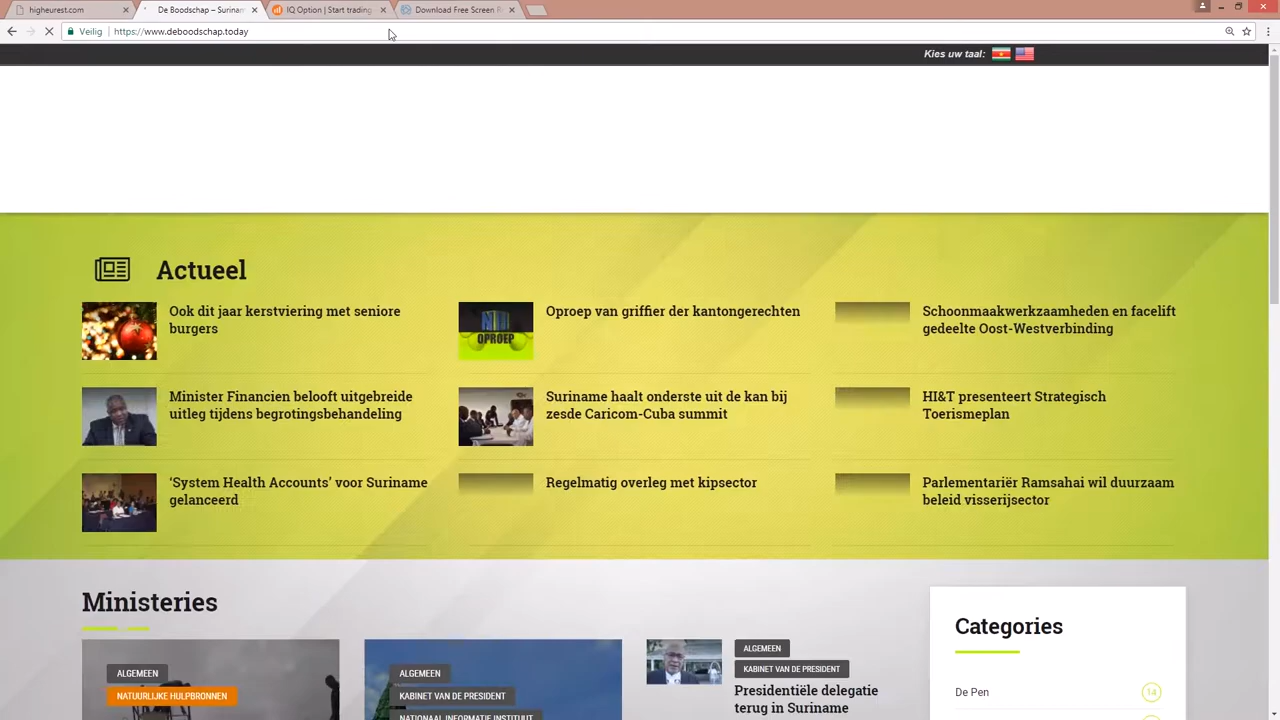 higheurest.com
De Boodschap – Surinam
IQ Option | Start trading
Download Free Screen R
Veilig
https://www.deboodschap.today
Kies uw taal:
Actueel
Ook dit jaar kerstviering met seniore
burgers
Oproep van griffier der kantongerechten
OPROEP
Schoonmaakwerkzaamheden en facelift
gedeelte Oost-Westverbinding
Minister Financien belooft uitgebreide
uitleg tijdens begrotingsbehandeling
Suriname haalt onderste uit de kan bij
zesde Caricom-Cuba summit
HI&T presenteert Strategisch
Toerismeplan
‘System Health Accounts’ voor Suriname
gelanceerd
Regelmatig overleg met kipsector
Parlementariër Ramsahai wil duurzaam
beleid visserijsector
Ministeries
ALGEMEEN
NATUURLIJKE HULPBRONNEN
ALGEMEEN
KABINET VAN DE PRESIDENT
NATIONAAL INFORMATIE INSTITUUT
ALGEMEEN
KABINET VAN DE PRESIDENT
Presidentiële delegatie
terug in Suriname
Categories
De Pen
14